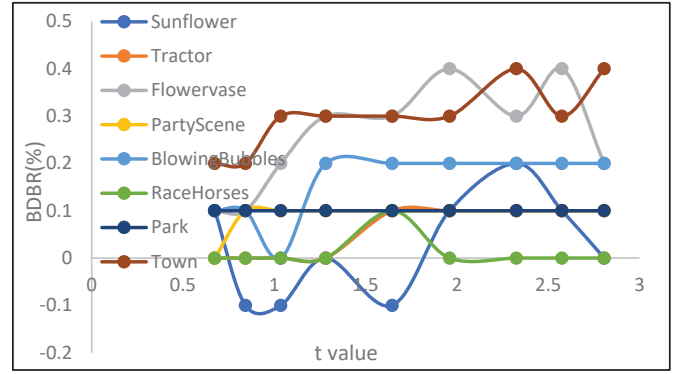 0.5
0.4
0.3
0.2
0.1
0
-0.1
-0.2
BDBR(%)
Sunflower
Tractor
Flowervase
PartyScene
BlowingBubbles
RaceHorses
Park
Town
0
0.5
1
1.5
2
2.5
3
t value